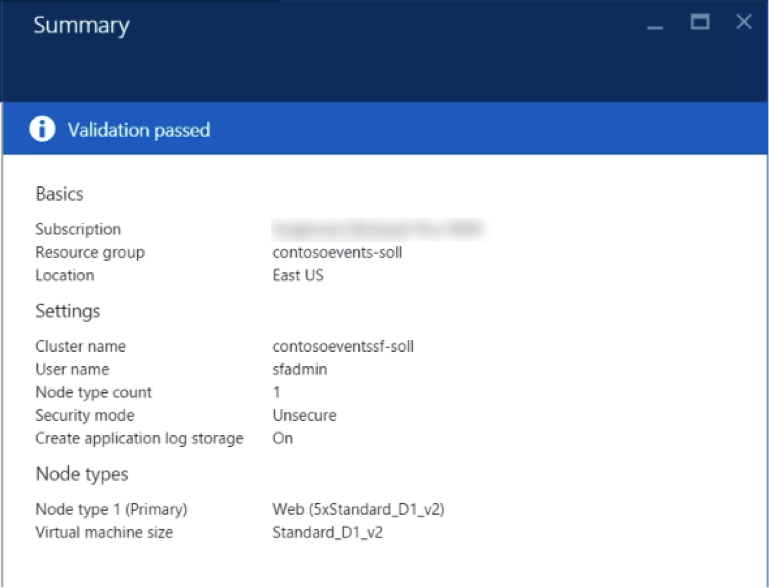 Summary
Validation passed
Basics
Subscription
Resource group contosoevents-soll
Location East US
Settings
Cluster name contosoeventssf-soll
User name sfadmin
Node type count 1
Security mode Unsecure
Create application log storage On
Node types
Node type 1 (Primary) Web (5xStandard_D1_v2)
Virtual machine size Standard_D1_v2